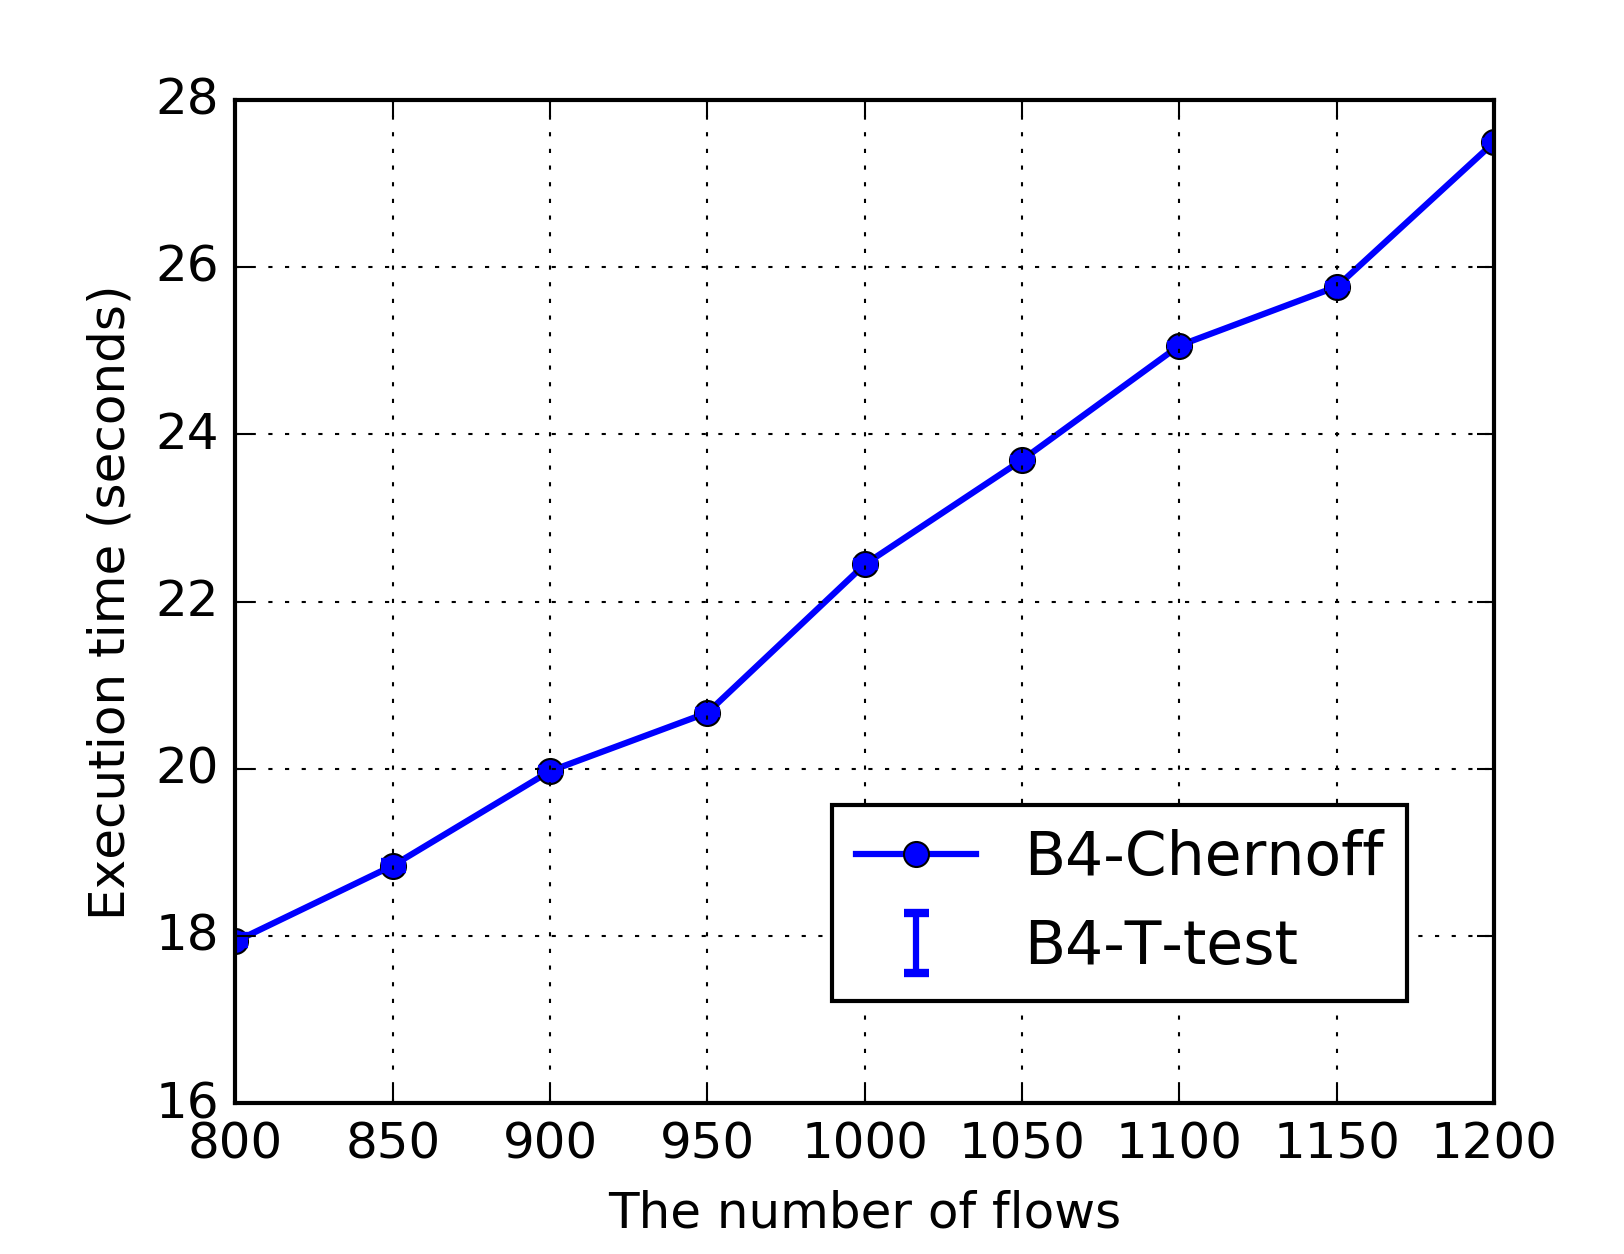 28
26
24
22
20
18
16
Execution time (seconds)
B4-Chernoff
B4-T-test
800 850 900 950 1000 1050 1100 1150 1200
The number of flows